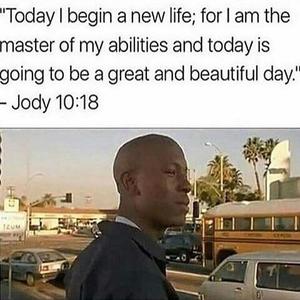 "Today I begin a new life; for I am the
master of my abilities and today is
going to be a great and beautiful day."
– Jody 10:18